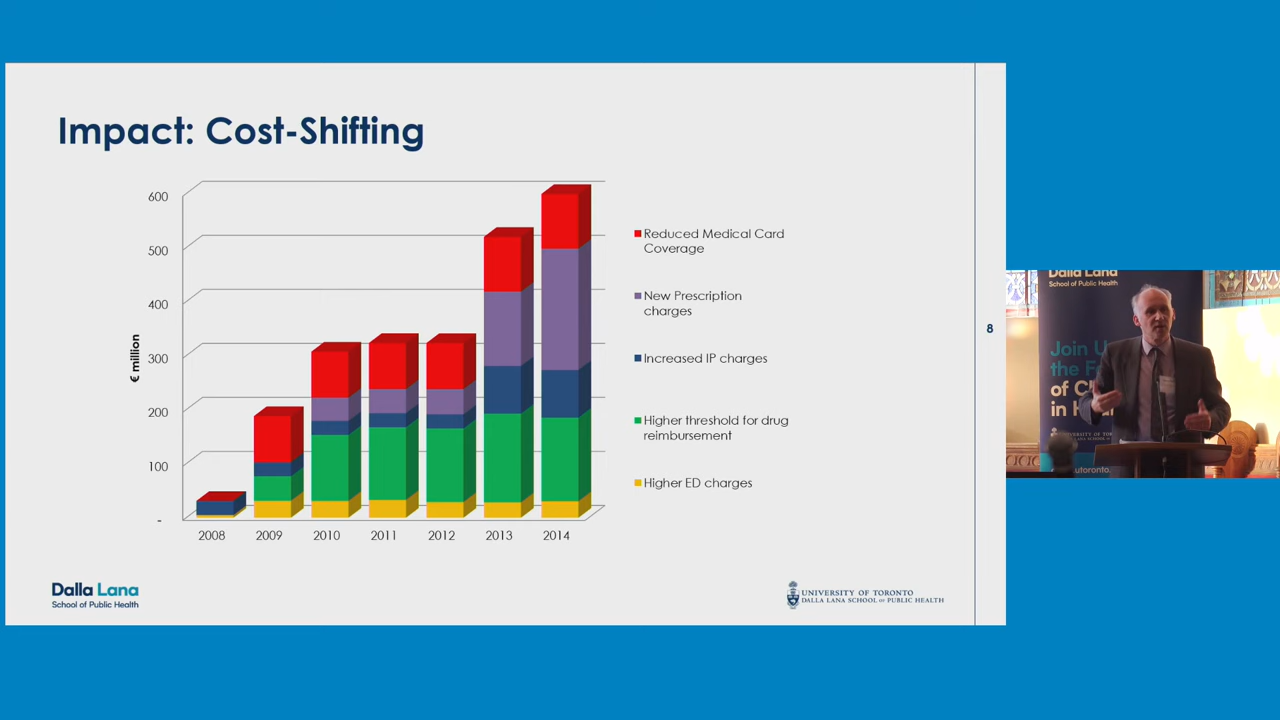 Impact: Cost-Shifting
600
500
400
300
200
100
-
€ million
2008 2009 2010 2011 2012 2013 2014
Reduced Medical Card
Coverage
New Prescription
charges
Increased IP charges
Higher threshold for drug
reimbursement
Higher ED charges
8
Dalla Lana
School of Public Health
UNIVERSITY OF TORONTO
DALLA LANA SCHOOL OF PUBLIC HEALTH
Dalla Lana
School of Public Health
Join
the
of
in